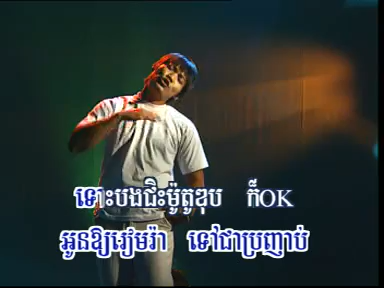 ទោះបងជិះម៉ូតូឌុប ក៏OK
អូនឱ្យរៀមរ៉ា ទៅជាប្រញាប់